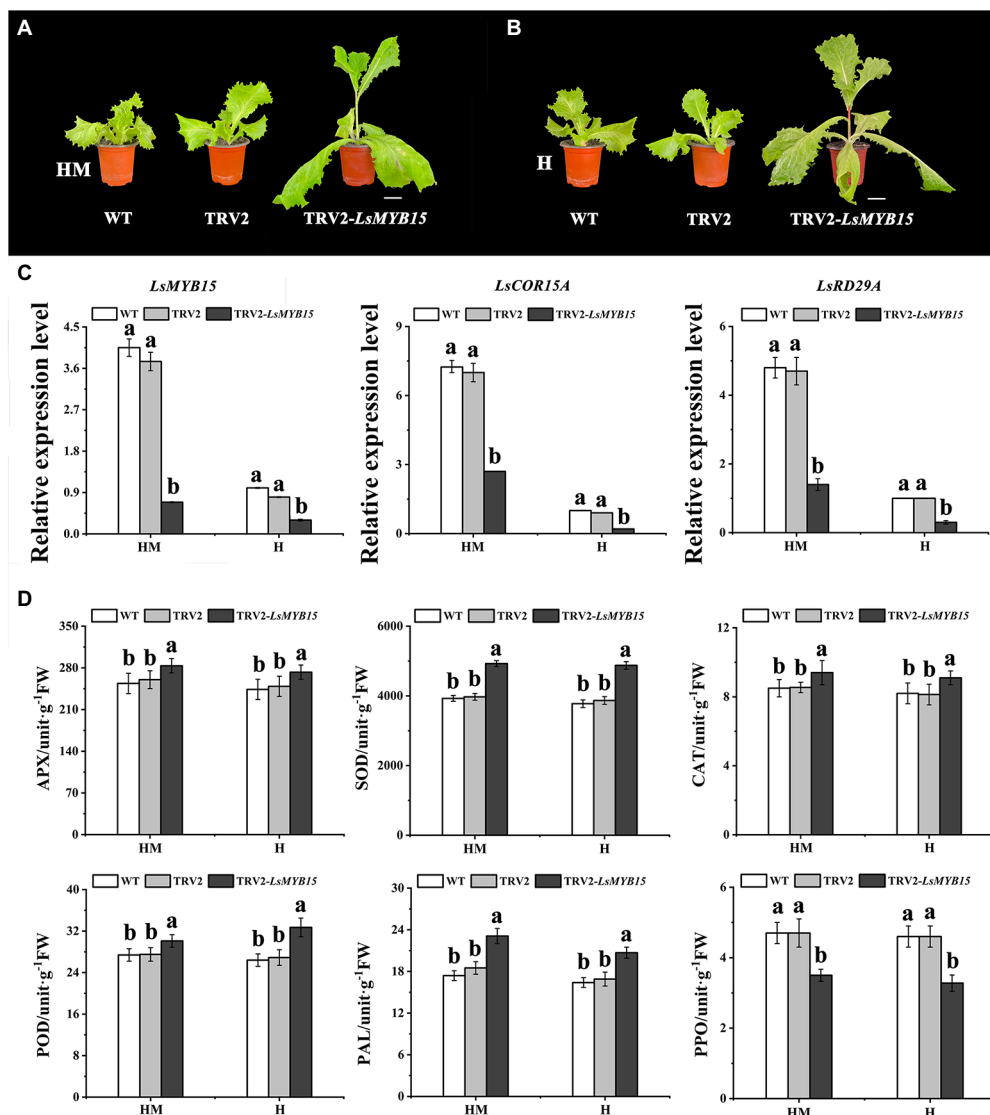 A
B
HM
WT
TRV2
TRV2-LsMYB15
H
WT
TRV2
TRV2-LsMYB15
C
LsMYB15
WT TRV2 TRV2-LsMYB15
Relative expression level
4.5
3.6
2.7
1.8
0.9
0.0
a a b
a a b
HM H
LsCOR15A
WT TRV2 TRV2-LsMYB15
Relative expression level
9
6
3
0
a a b
a a b
HM H
LsRD29A
WT TRV2 TRV2-LsMYB15
Relative expression level
6
4
2
0
a a b
a a b
HM H
D
WT TRV2 TRV2-LsMYB15
APX/unit·g⁻¹FW
350
280
210
140
70
0
b b a
b b a
HM H
WT TRV2 TRV2-LsMYB15
SOD/unit·g⁻¹FW
6000
4000
2000
0
b b a
b b a
HM H
WT TRV2 TRV2-LsMYB15
CAT/unit·g⁻¹FW
12
8
4
0
b b a
b b a
HM H
WT TRV2 TRV2-LsMYB15
POD/unit·g⁻¹FW
40
32
24
16
8
0
b b a
b b a
HM H
WT TRV2 TRV2-LsMYB15
PAL/unit·g⁻¹FW
30
24
18
12
6
0
b b a
b b a
HM H
WT TRV2 TRV2-LsMYB15
PPO/unit·g⁻¹FW
6
4
2
0
a a b
a a b
HM H